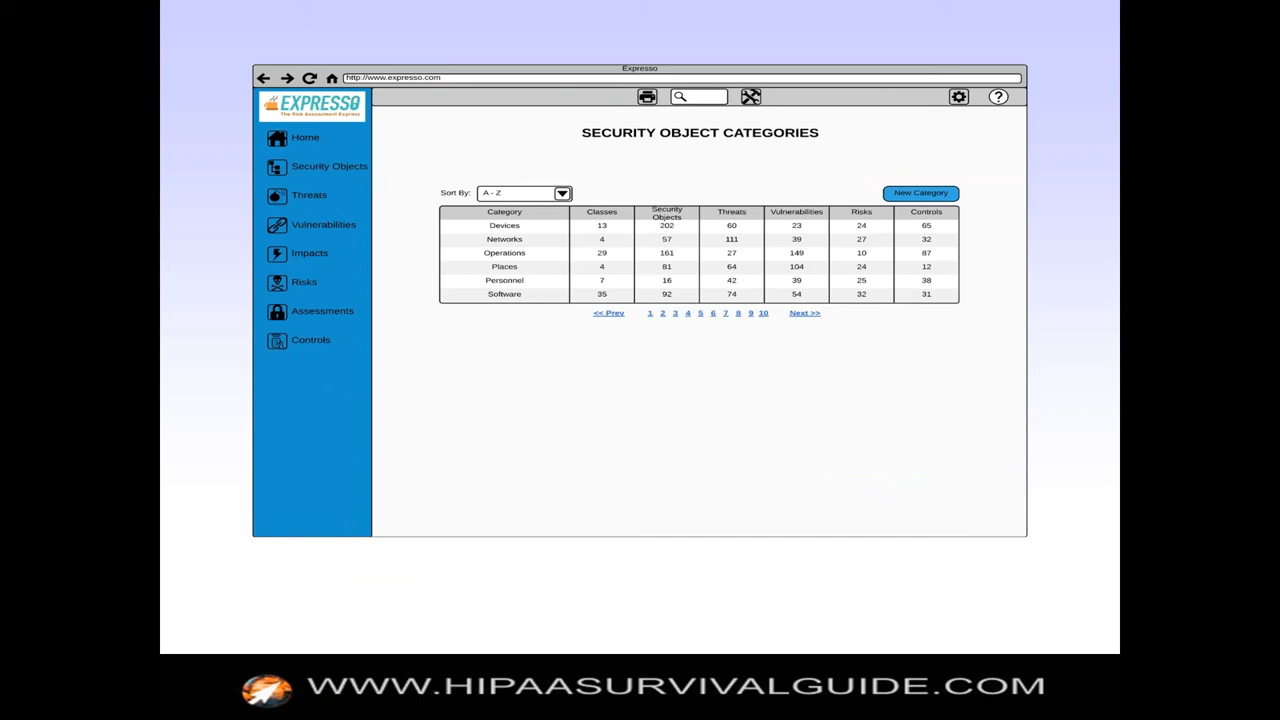 Expresso
http://www.expresso.com
EXPRESSO
The Risk Assessment Express
Home
Security Objects
Threats
Vulnerabilities
Impacts
Risks
Assessments
Controls
?
SECURITY OBJECT CATEGORIES
Sort By: A - Z New Category
Category Classes Security Objects Threats Vulnerabilities Risks Controls
Devices 13 202 60 23 24 65
Networks 4 57 111 39 27 32
Operations 29 161 27 149 10 87
Places 4 81 64 104 24 12
Personnel 7 16 42 39 25 38
Software 35 92 74 54 32 31
<< Prev 1 2 3 4 5 6 7 8 9 10 Next >>
WWW.HIPAASURVIVALGUIDE.COM